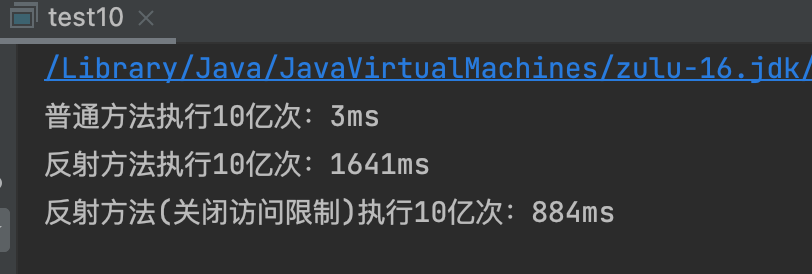 test10
/Library/Java/JavaVirtualMachines/zulu-16.jdk/
普通方法执行10亿次：3ms
反射方法执行10亿次：1641ms
反射方法(关闭访问限制)执行10亿次：884ms